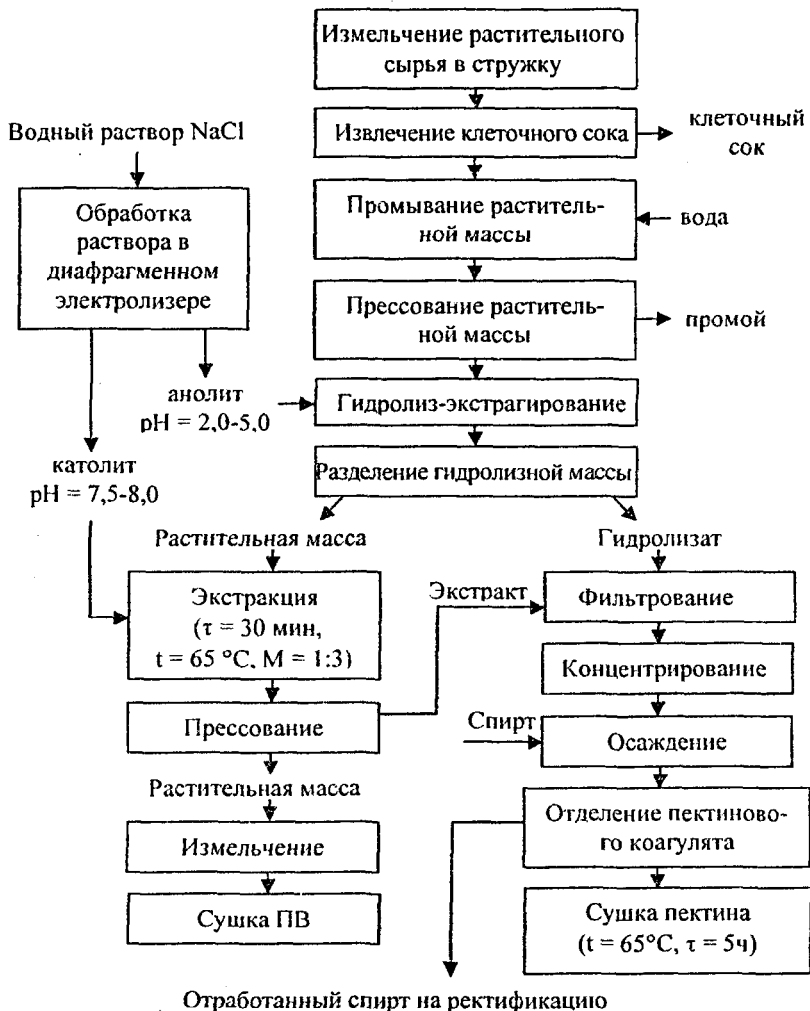 Измельчение растительного
сырья в стружку
Извлечение клеточного сока
клеточный
сок
Водный раствор NaCl
Обработка
раствора в
диафрагменном
электролизере
Промывание раститель-
ной массы
вода
Прессование раститель-
ной массы
промой
анолит
pH = 2,0-5,0
Гидролиз-экстрагирование
католит
pH = 7,5-8,0
Разделение гидролизной массы
Растительная масса
Гидролизат
Экстракция
(τ = 30 мин,
t = 65 °C, M = 1:3)
Экстракт
Фильтрование
Концентрирование
Прессование
Спирт
Осаждение
Растительная масса
Измельчение
Сушка ПВ
Отделение пектиново-
го коагулята
Сушка пектина
(t = 65°C, τ = 5ч)
Отработанный спирт на ректификацию